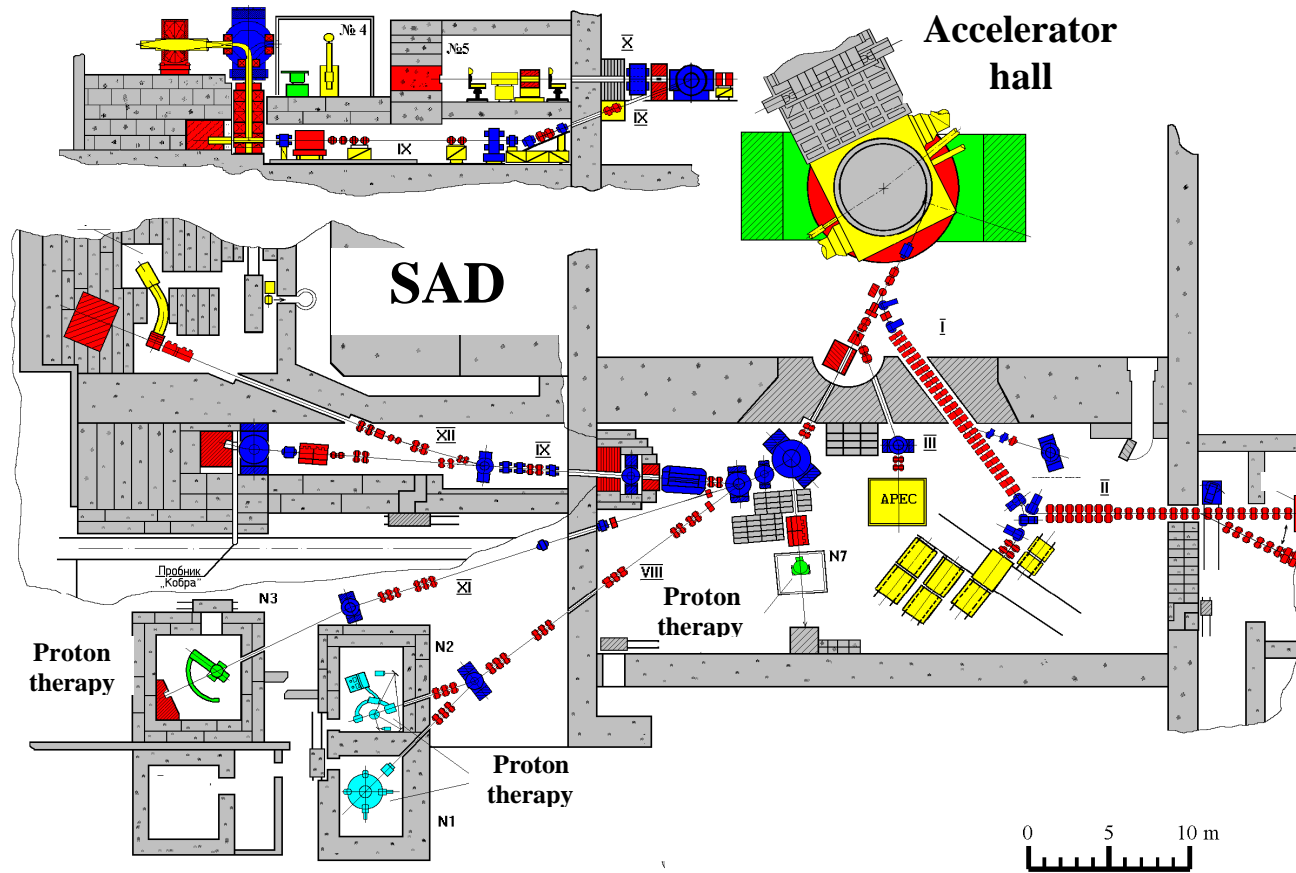 № 4
№5
X
IX
IX
Accelerator
hall
SAD
I
XII
IX
III
II
АРЕС
Пробник
„Кобра"
N7
VIII
XI
N3
N2
Proton
therapy
Proton
therapy
Proton
therapy
N1
0 5 10 m